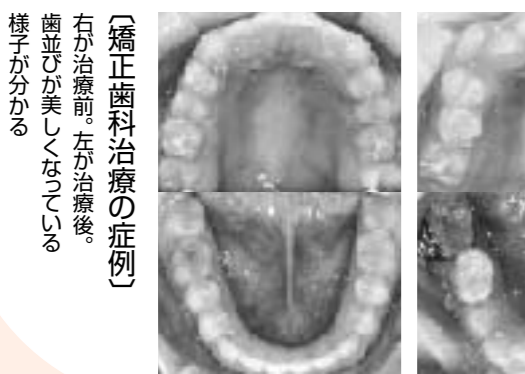 〔矯正歯科治療の症例〕
右が治療前。左が治療後。
歯並びが美しくなっている
様子が分かる